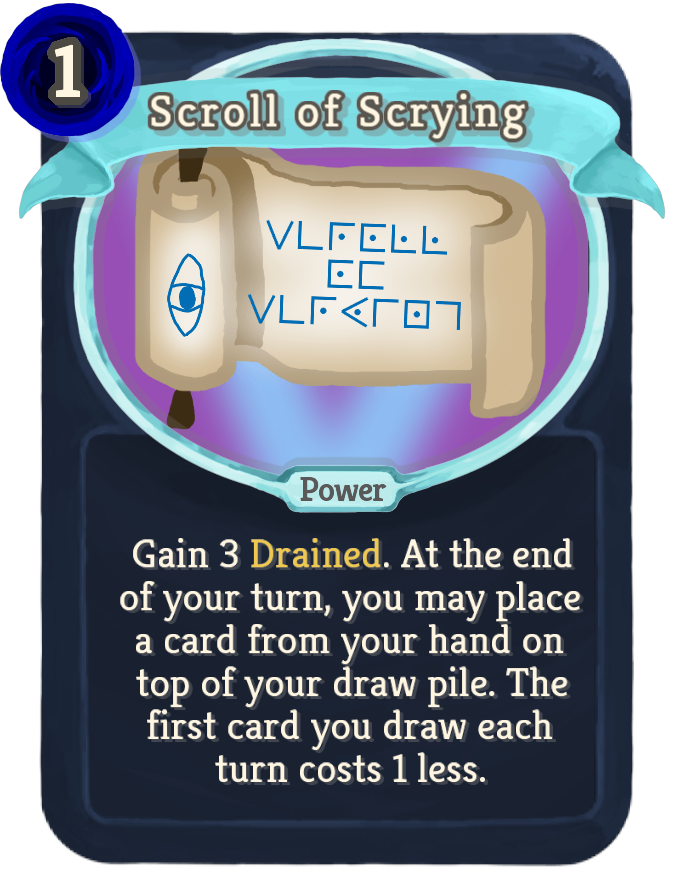 1
Scroll of Scrying
Power
Gain 3 Drained. At the end
of your turn, you may place
a card from your hand on
top of your draw pile. The
first card you draw each
turn costs 1 less.